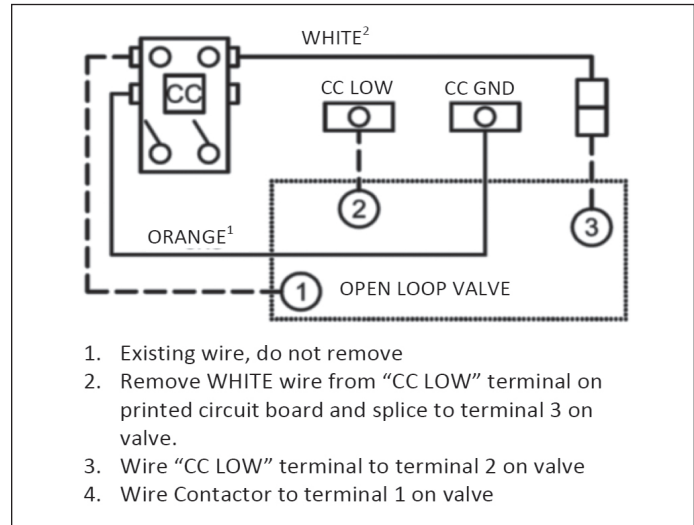 WHITE²
CC LOW
CC GND
CC
2
3
ORANGE¹
1
OPEN LOOP VALVE
1. Existing wire, do not remove
2. Remove WHITE wire from “CC LOW” terminal on
printed circuit board and splice to terminal 3 on
valve.
3. Wire “CC LOW” terminal to terminal 2 on valve
4. Wire Contactor to terminal 1 on valve